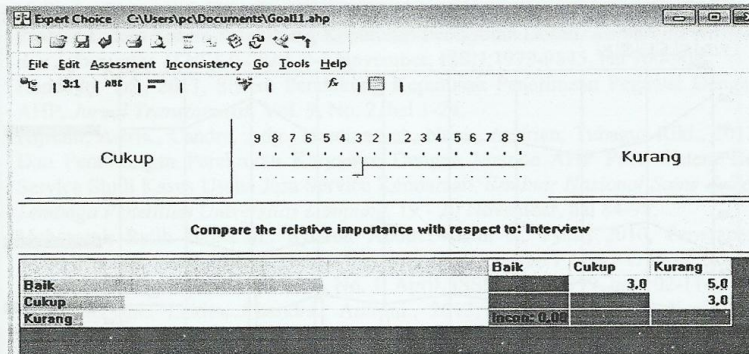 Expert Choice C:\Users\pc\Documents\Goal11.ahp
File Edit Assessment Inconsistency Go Tools Help
3:1 ABC
Cukup
9 8 7 6 5 4 3 2 1 2 3 4 5 6 7 8 9
Kurang
Compare the relative importance with respect to: Interview
Baik Cukup Kurang
Baik 3,0 5,0
Cukup 3,0
Kurang Incon: 0,00